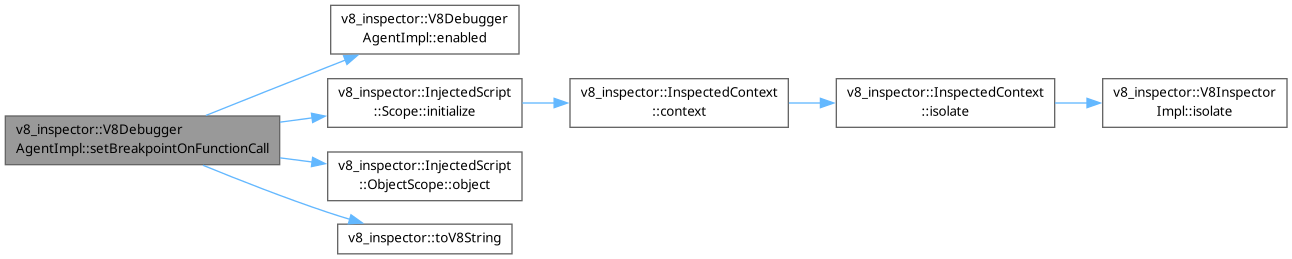 v8_inspector::V8Debugger
AgentImpl::setBreakpointOnFunctionCall
v8_inspector::V8Debugger
AgentImpl::enabled
v8_inspector::InjectedScript
::Scope::initialize
v8_inspector::InspectedContext
::context
v8_inspector::InspectedContext
::isolate
v8_inspector::V8Inspector
Impl::isolate
v8_inspector::InjectedScript
::ObjectScope::object
v8_inspector::toV8String